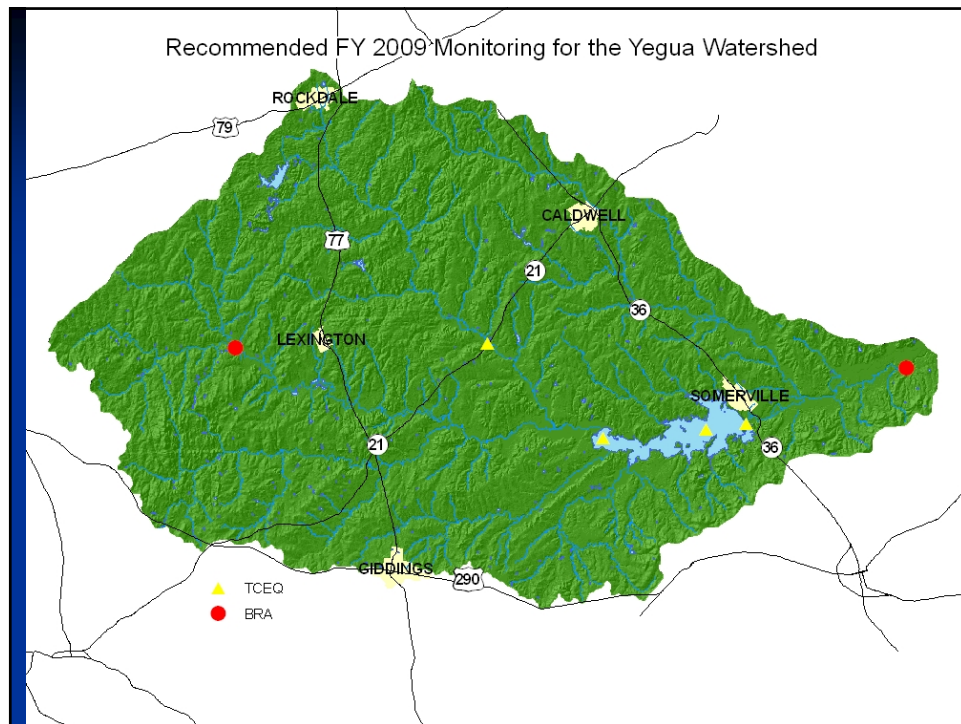 Recommended FY 2009 Monitoring for the Yegua Watershed
ROCKDALE
79
CALDWELL
77
21
36
LEXINGTON
SOMERVILLE
21
36
GIDDINGS
290
TCEQ
BRA